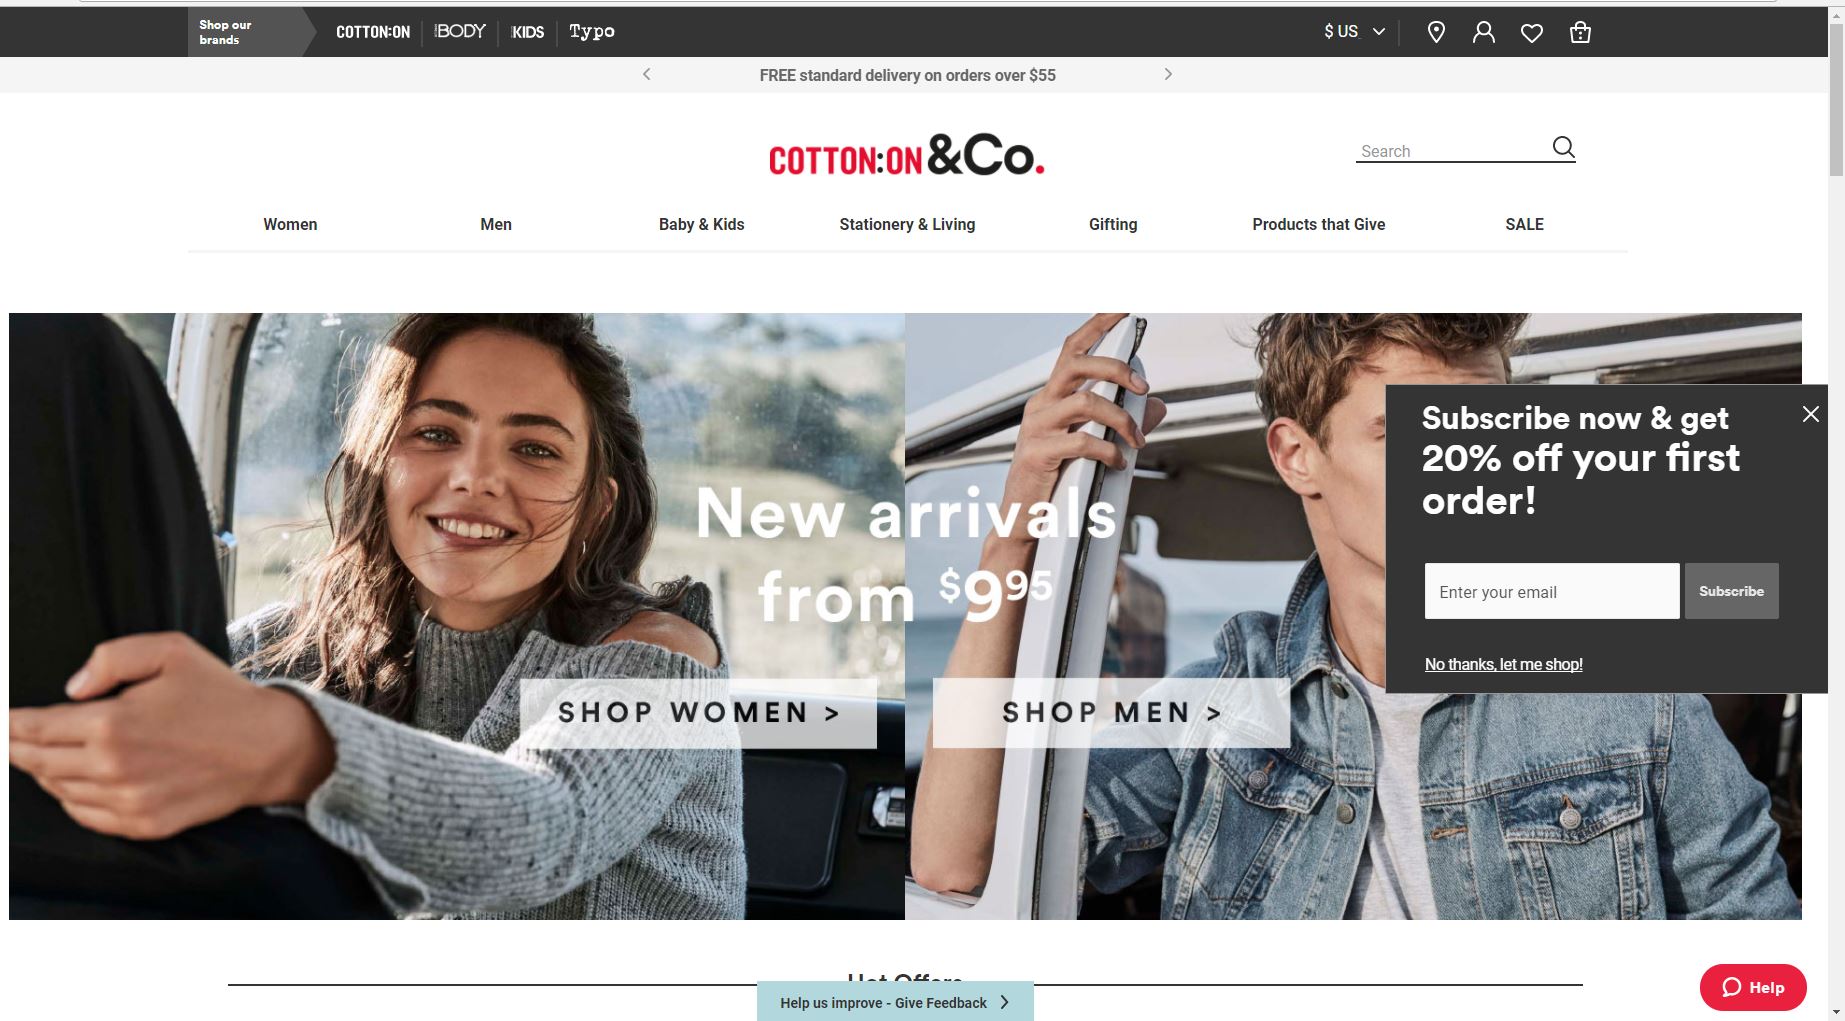 Shop our
brands
COTTON:ON
BODY
KIDS
Typo
$ US
FREE standard delivery on orders over $55
COTTON:ON &Co.
Search
Women
Men
Baby & Kids
Stationery & Living
Gifting
Products that Give
SALE
New arrivals
from $9.95
SHOP WOMEN >
SHOP MEN >
Subscribe now & get
20% off your first
order!
Enter your email
Subscribe
No thanks, let me shop!
Hot Offers
Help us improve - Give Feedback
Help